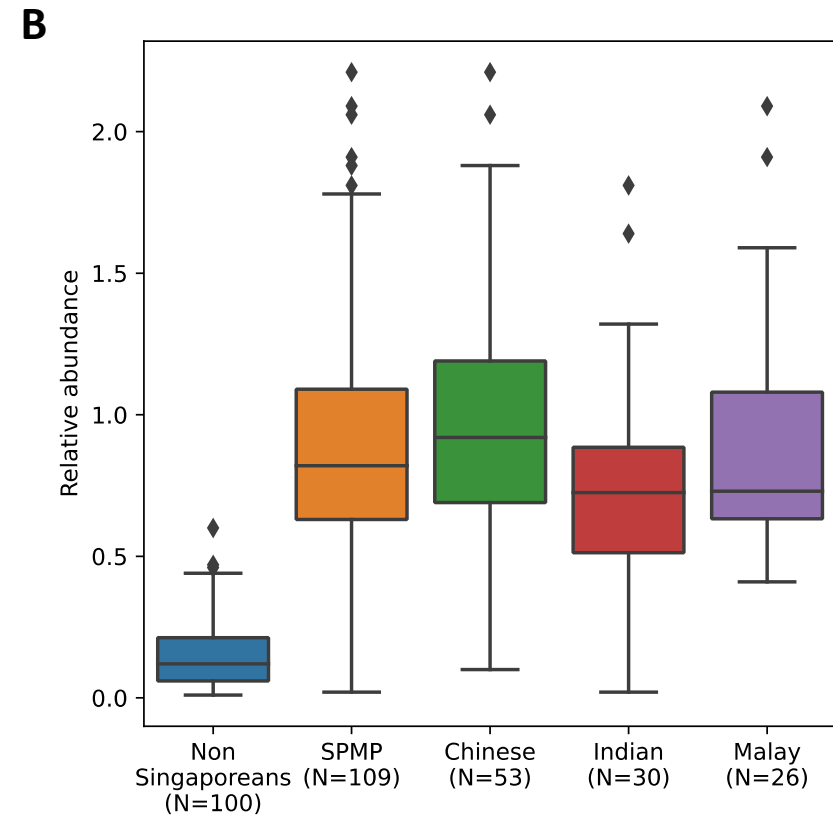 B
Relative abundance
2.0
1.5
1.0
0.5
0.0
Non
Singaporeans
(N=100)
SPMP
(N=109)
Chinese
(N=53)
Indian
(N=30)
Malay
(N=26)